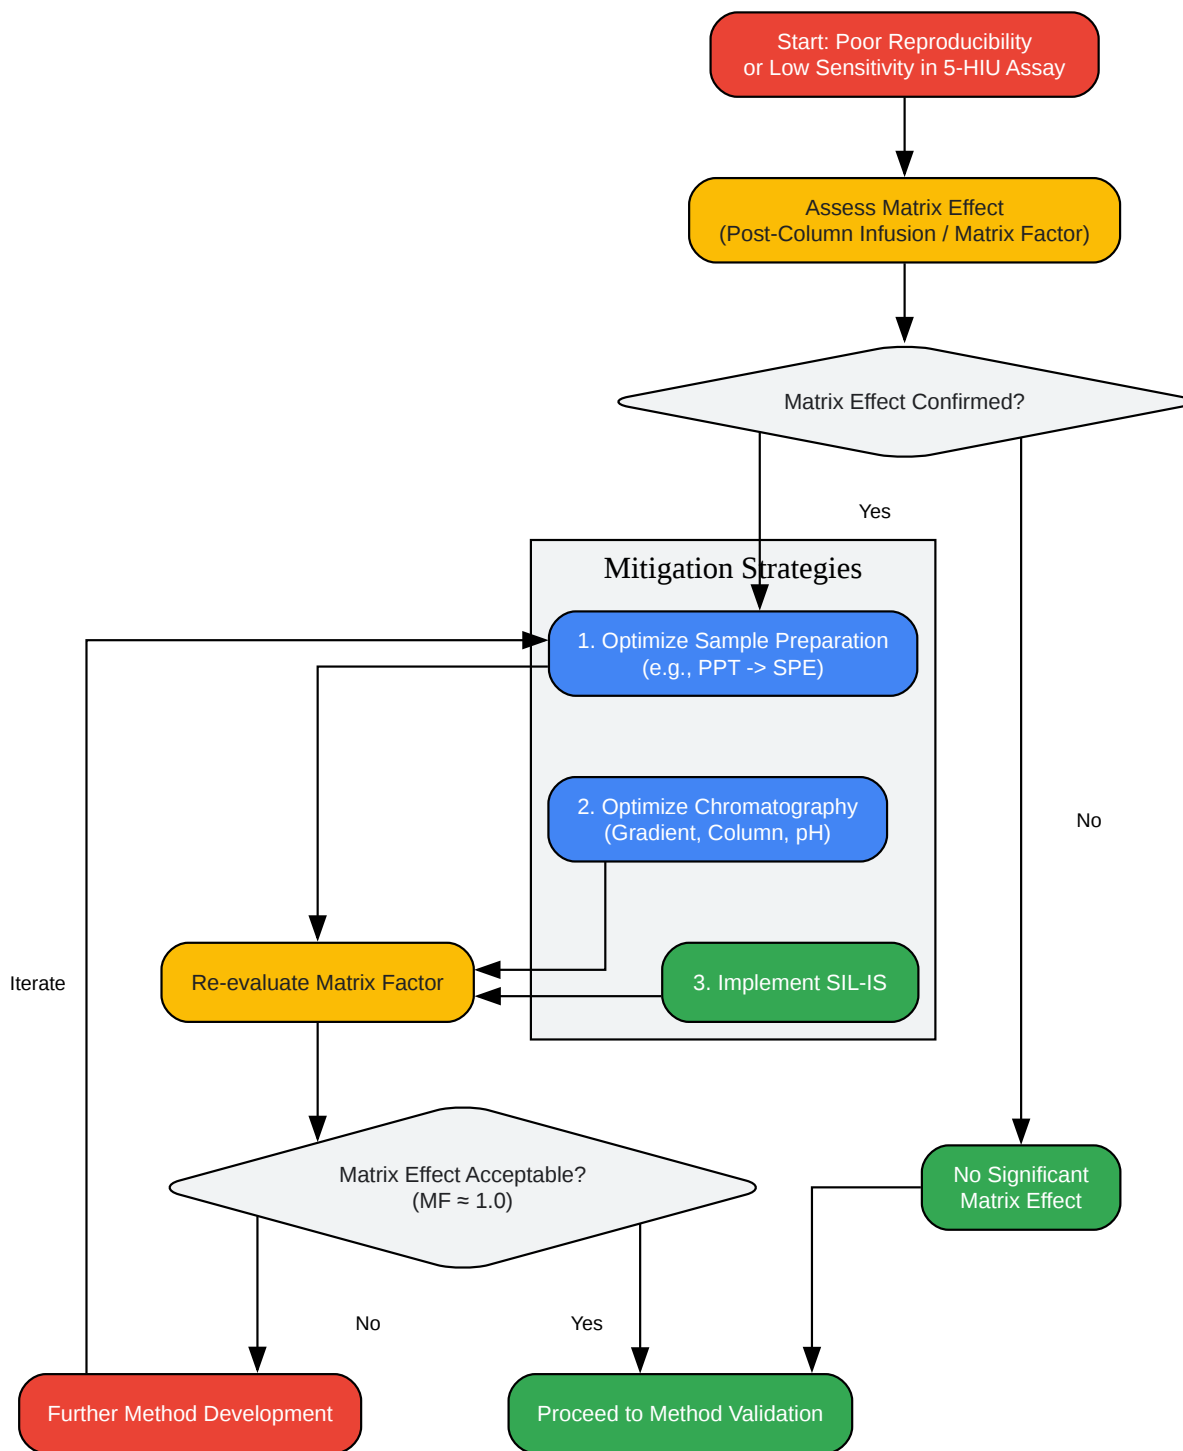 Start: Poor Reproducibility
or Low Sensitivity in 5-HIU Assay
Assess Matrix Effect
(Post-Column Infusion / Matrix Factor)
Matrix Effect Confirmed?
Yes
Mitigation Strategies
1. Optimize Sample Preparation
(e.g., PPT -> SPE)
2. Optimize Chromatography
(Gradient, Column, pH)
No
Iterate
Re-evaluate Matrix Factor
3. Implement SIL-IS
Matrix Effect Acceptable?
(MF ≈ 1.0)
No Significant
Matrix Effect
No
Yes
Further Method Development
Proceed to Method Validation